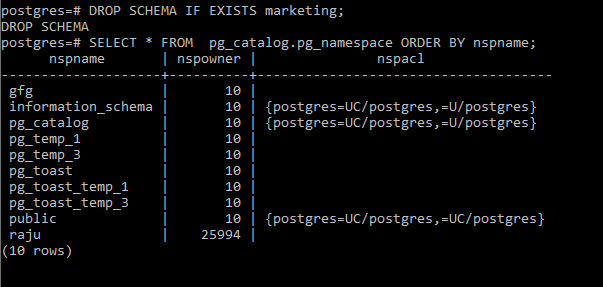 postgres=# DROP SCHEMA IF EXISTS marketing;
DROP SCHEMA
postgres=# SELECT * FROM  pg_catalog.pg_namespace ORDER BY nspname;
      nspname       | nspowner |               nspacl
--------------------+----------+-------------------------------------
 gfg                |       10 |
 information_schema |       10 | {postgres=UC/postgres,=U/postgres}
 pg_catalog         |       10 | {postgres=UC/postgres,=U/postgres}
 pg_temp_1          |       10 |
 pg_temp_3          |       10 |
 pg_toast           |       10 |
 pg_toast_temp_1    |       10 |
 pg_toast_temp_3    |       10 |
 public             |       10 | {postgres=UC/postgres,=UC/postgres}
 raju               |    25994 |
(10 rows)